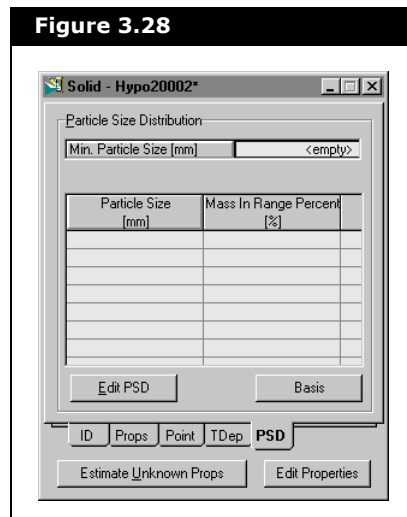 Figure 3.28
Solid - Hypo20002*
Particle Size Distribution
Min. Particle Size [mm] <empty>
Particle Size [mm] Mass In Range Percent [%]
Edit PSD Basis
ID Props Point TDep PSD
Estimate Unknown Props Edit Properties